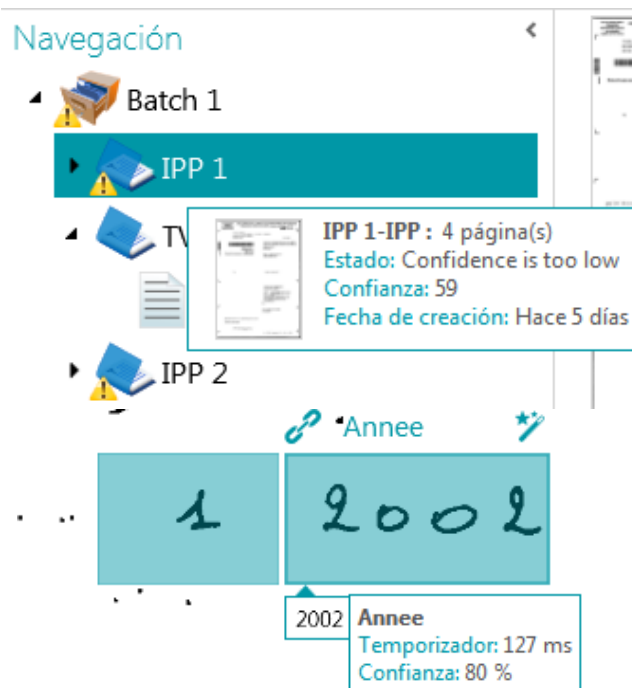 Navegación
Batch 1
IPP 1
IPP 1-IPP : 4 página(s)
Estado: Confidence is too low
Confianza: 59
Fecha de creación: Hace 5 días
IPP 2
Annee
1 2002
2002
Annee
Temporizador: 127 ms
Confianza: 80 %